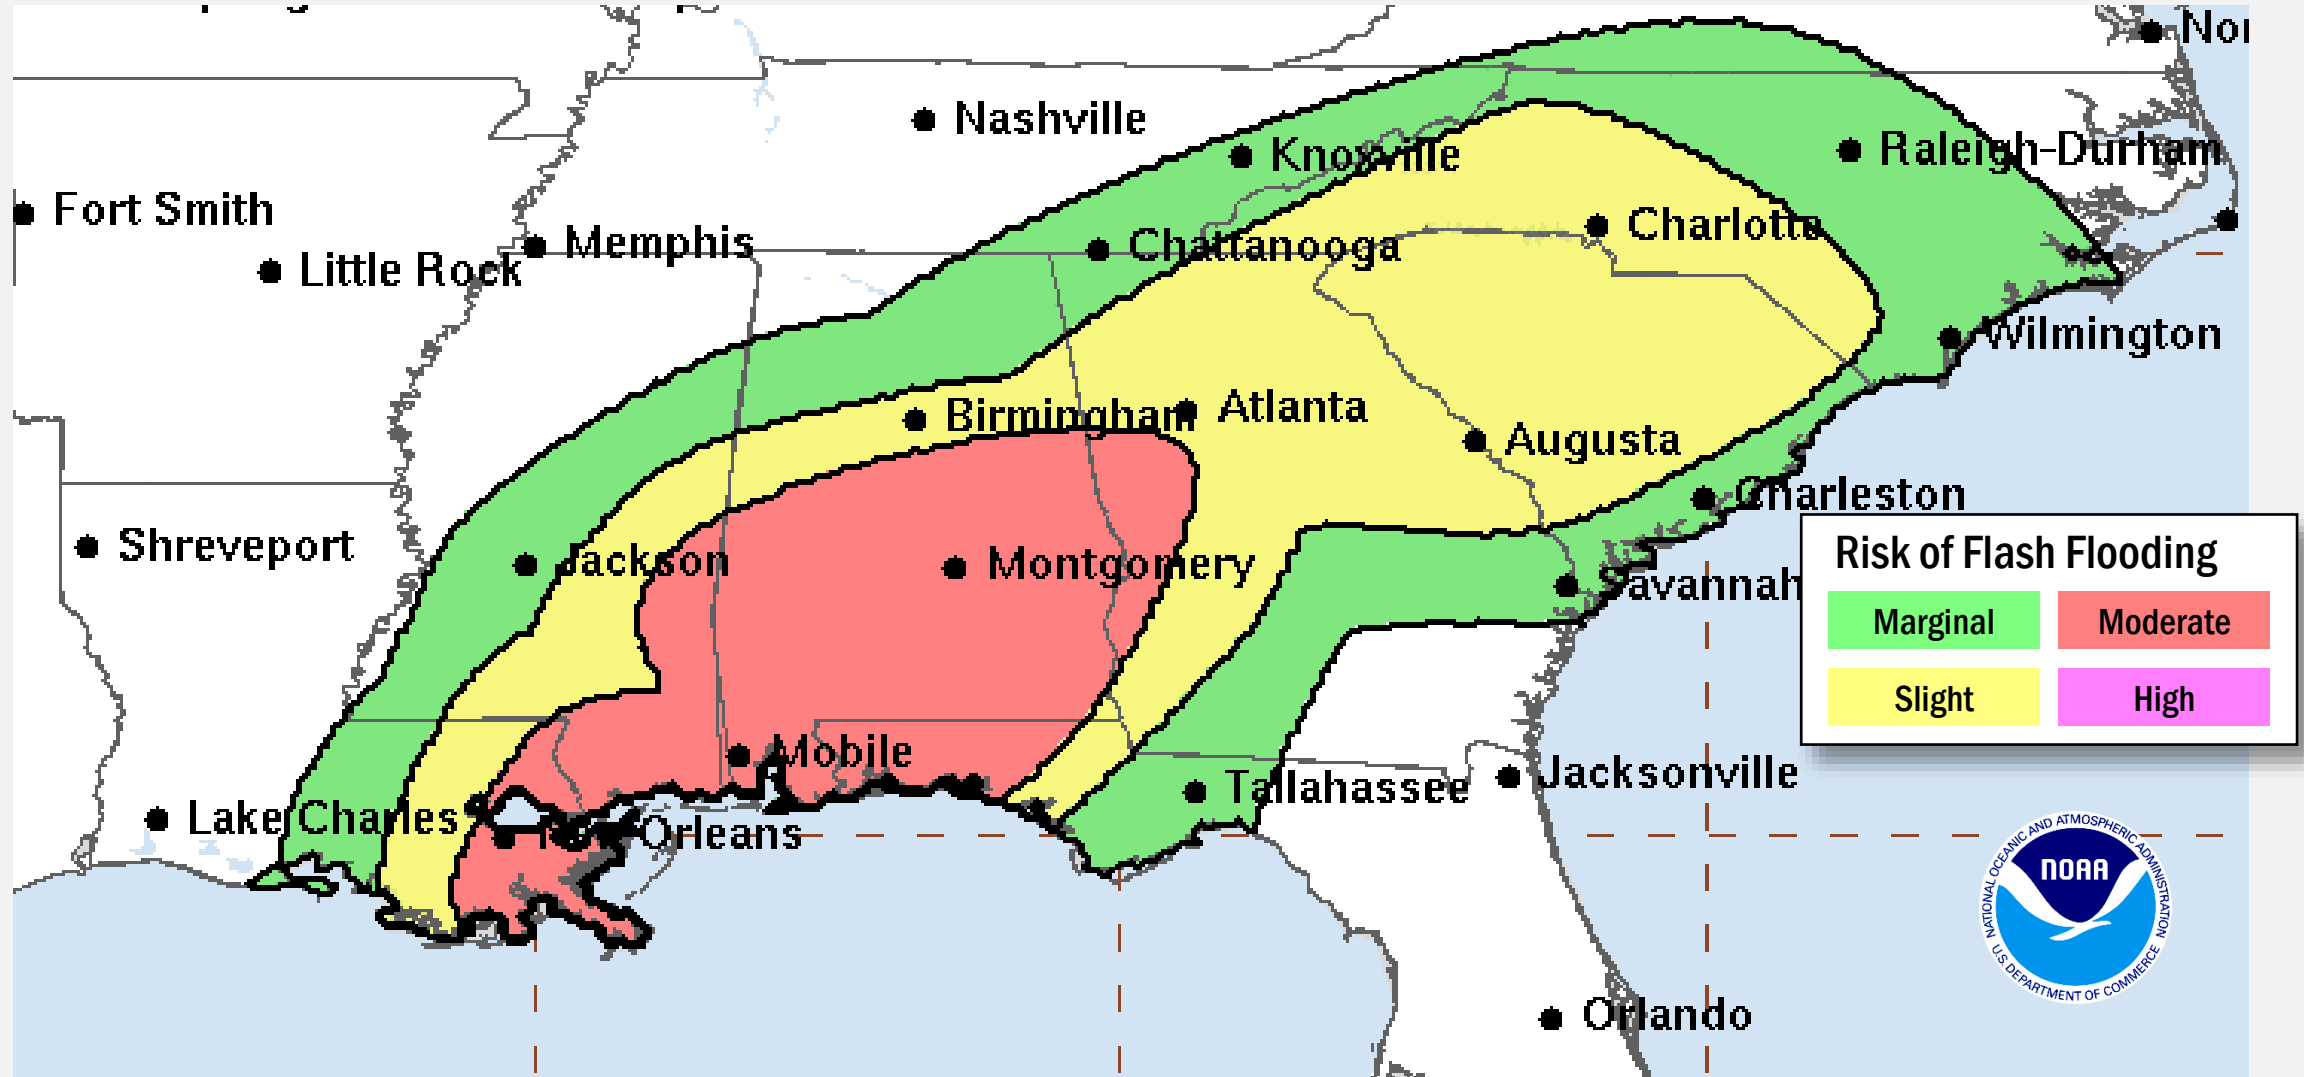 Nashville
Knoxville
Raleigh-Durham
Fort Smith
Memphis
Chattanooga
Charlotte
Little Rock
Wilmington
Birmingham
Atlanta
Augusta
Charleston
Shreveport
Jackson
Montgomery
Savannah
Risk of Flash Flooding
Marginal
Moderate
Slight
High
Mobile
Tallahassee
Jacksonville
Lake Charles
Orleans
Orlando
NATIONAL OCEANIC AND ATMOSPHERIC ADMINISTRATION
NOAA
U.S. DEPARTMENT OF COMMERCE